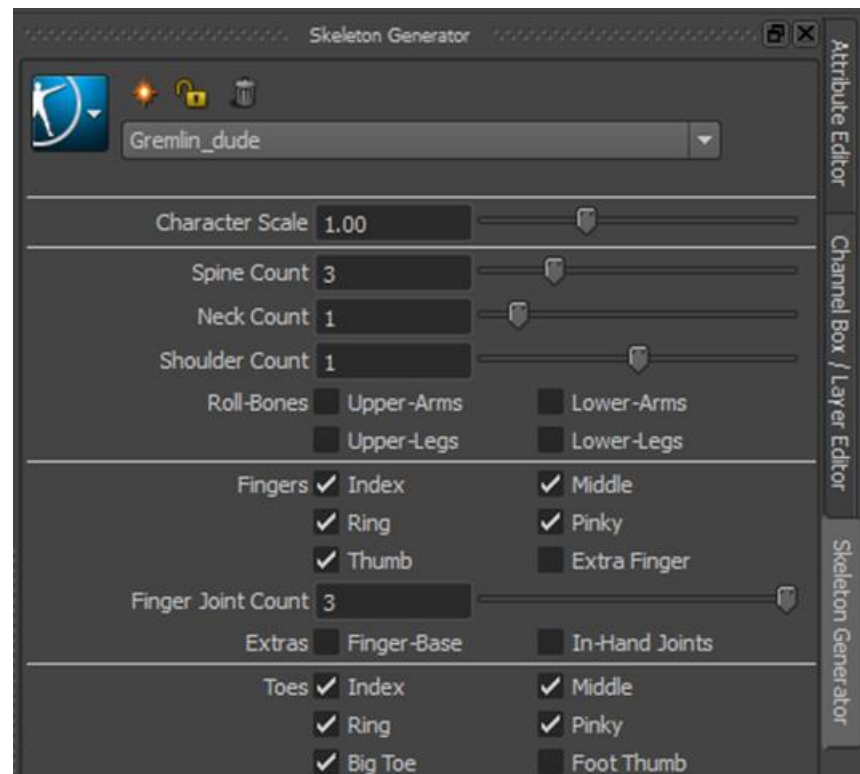 Skeleton Generator
Gremlin_dude
Character Scale 1.00
Spine Count 3
Neck Count 1
Shoulder Count 1
Roll-Bones Upper-Arms Lower-Arms
Upper-Legs Lower-Legs
Fingers Index Middle
Ring Pinky
Thumb Extra Finger
Finger Joint Count 3
Extras Finger-Base In-Hand Joints
Toes Index Middle
Ring Pinky
Big Toe Foot Thumb
Attribute Editor
Channel Box / Layer Editor
Skeleton Generator